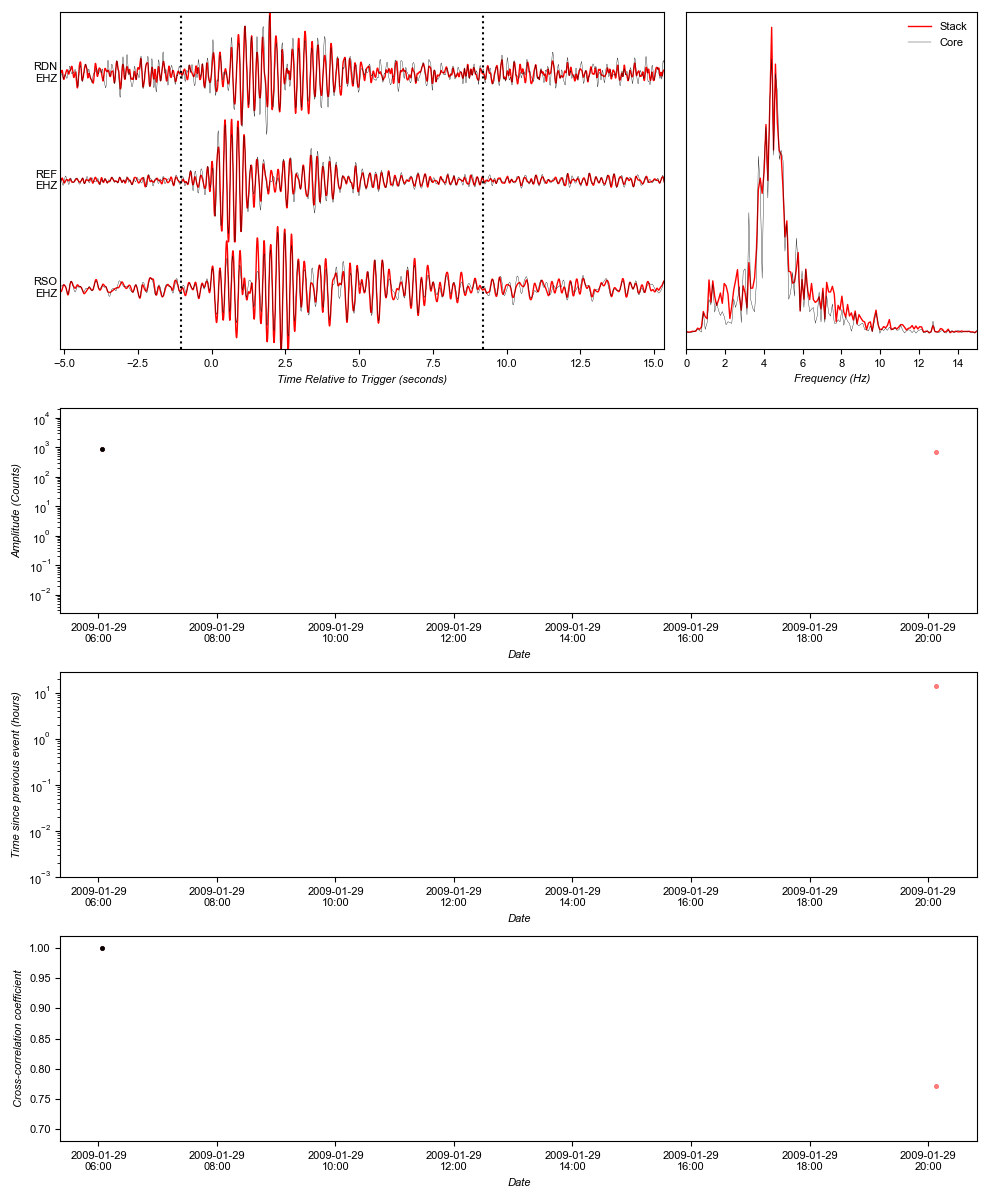 RDN
EHZ
REF
EHZ
RSO
EHZ
−5.0 −2.5 0.0 2.5 5.0 7.5 10.0 12.5 15.0
Time Relative to Trigger (seconds)
Stack
Core
0 2 4 6 8 10 12 14
Frequency (Hz)
10^4
10^3
10^2
10^1
10^0
10^−1
10^−2
Amplitude (Counts)
2009-01-29 2009-01-29 2009-01-29 2009-01-29 2009-01-29 2009-01-29 2009-01-29 2009-01-29
06:00 08:00 10:00 12:00 14:00 16:00 18:00 20:00
Date
10^1
10^0
10^−1
10^−2
10^−3
Time since previous event (hours)
2009-01-29 2009-01-29 2009-01-29 2009-01-29 2009-01-29 2009-01-29 2009-01-29 2009-01-29
06:00 08:00 10:00 12:00 14:00 16:00 18:00 20:00
Date
1.00
0.95
0.90
0.85
0.80
0.75
0.70
Cross-correlation coefficient
2009-01-29 2009-01-29 2009-01-29 2009-01-29 2009-01-29 2009-01-29 2009-01-29 2009-01-29
06:00 08:00 10:00 12:00 14:00 16:00 18:00 20:00
Date